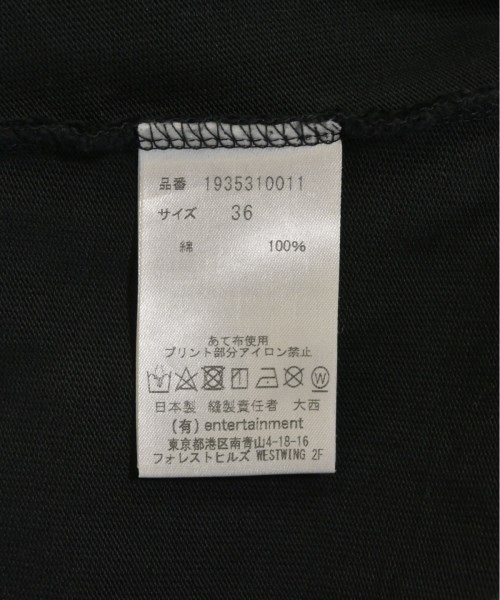 品番 1935310011
サイズ 36
綿 100%
あて布使用
プリント部分アイロン禁止
日本製 縫製責任者 大西
(有) entertainment
東京都港区南青山4-18-16
フォレストヒルズ WESTWING 2F